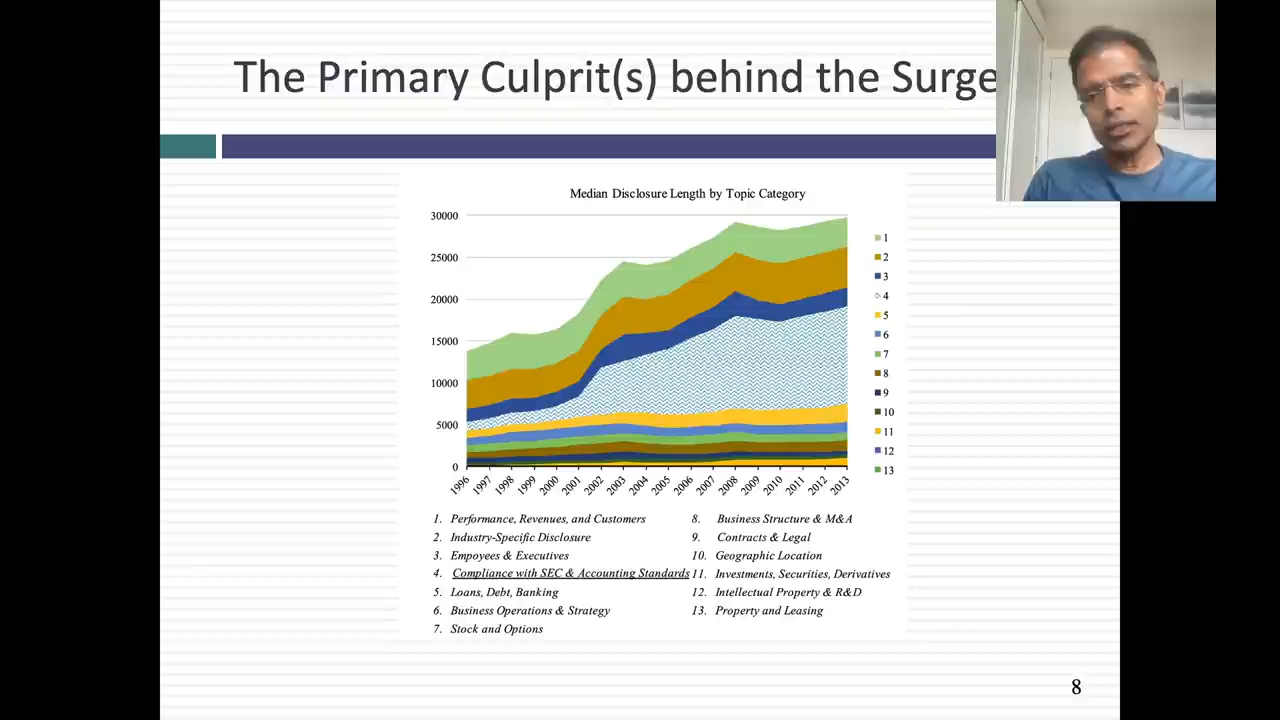 The Primary Culprit(s) behind the Surge
Median Disclosure Length by Topic Category
30000
25000
20000
15000
10000
5000
0
1996 1997 1998 1999 2000 2001 2002 2003 2004 2005 2006 2007 2008 2009 2010 2011 2012 2013
1
2
3
4
5
6
7
8
9
10
11
12
13
1. Performance, Revenues, and Customers
2. Industry-Specific Disclosure
3. Empoyees & Executives
4. Compliance with SEC & Accounting Standards
5. Loans, Debt, Banking
6. Business Operations & Strategy
7. Stock and Options
8. Business Structure & M&A
9. Contracts & Legal
10. Geographic Location
11. Investments, Securities, Derivatives
12. Intellectual Property & R&D
13. Property and Leasing
8